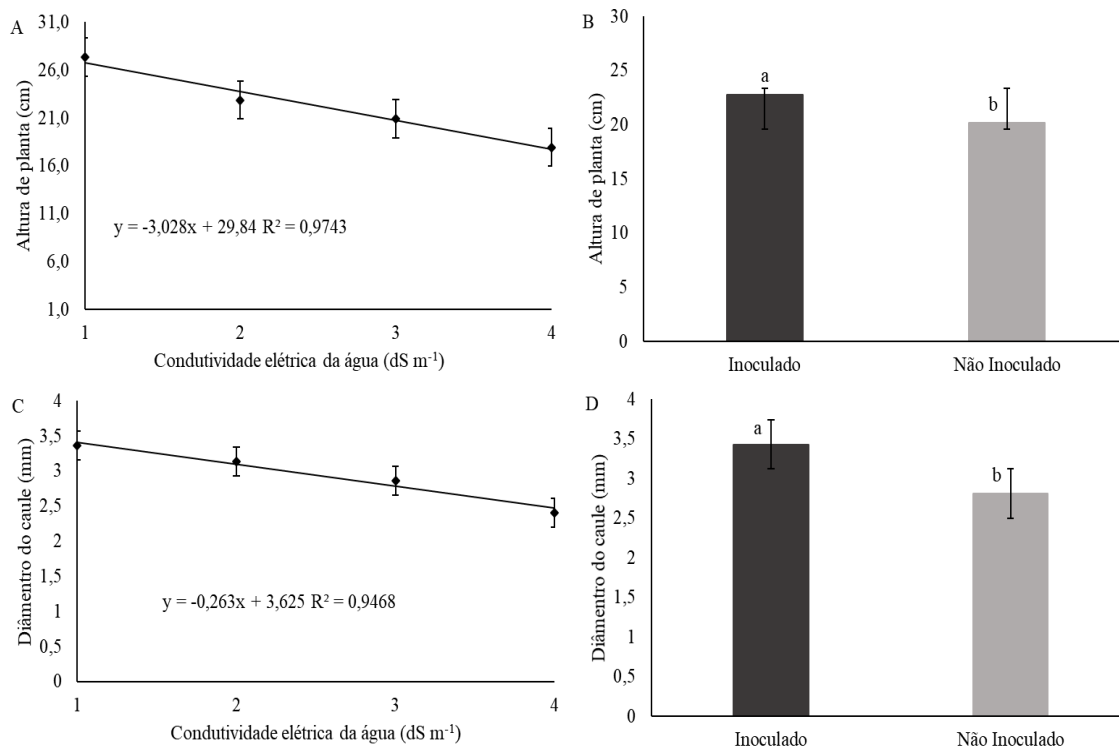 A
Altura de planta (cm)
31,0
26,0
21,0
16,0
11,0
6,0
1,0
y = -3,028x + 29,84 R² = 0,9743
1 2 3 4
Condutividade elétrica da água (dS m⁻¹)
B
Altura de planta (cm)
30
25
20
15
10
5
0
a
b
Inoculado Não Inoculado
C
Diâmentro do caule (mm)
4
3,5
3
2,5
2
1,5
1
0,5
0
y = -0,263x + 3,625 R² = 0,9468
1 2 3 4
Condutividade elétrica da água (dS m⁻¹)
D
Diâmentro do caule (mm)
4
3,5
3
2,5
2
1,5
1
0,5
0
a
b
Inoculado Não Inoculado